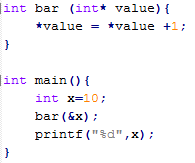 int bar (int* value){
*value = *value +1;
}
int main(){
int x=10;
bar(&x);
printf("%d",x);
}